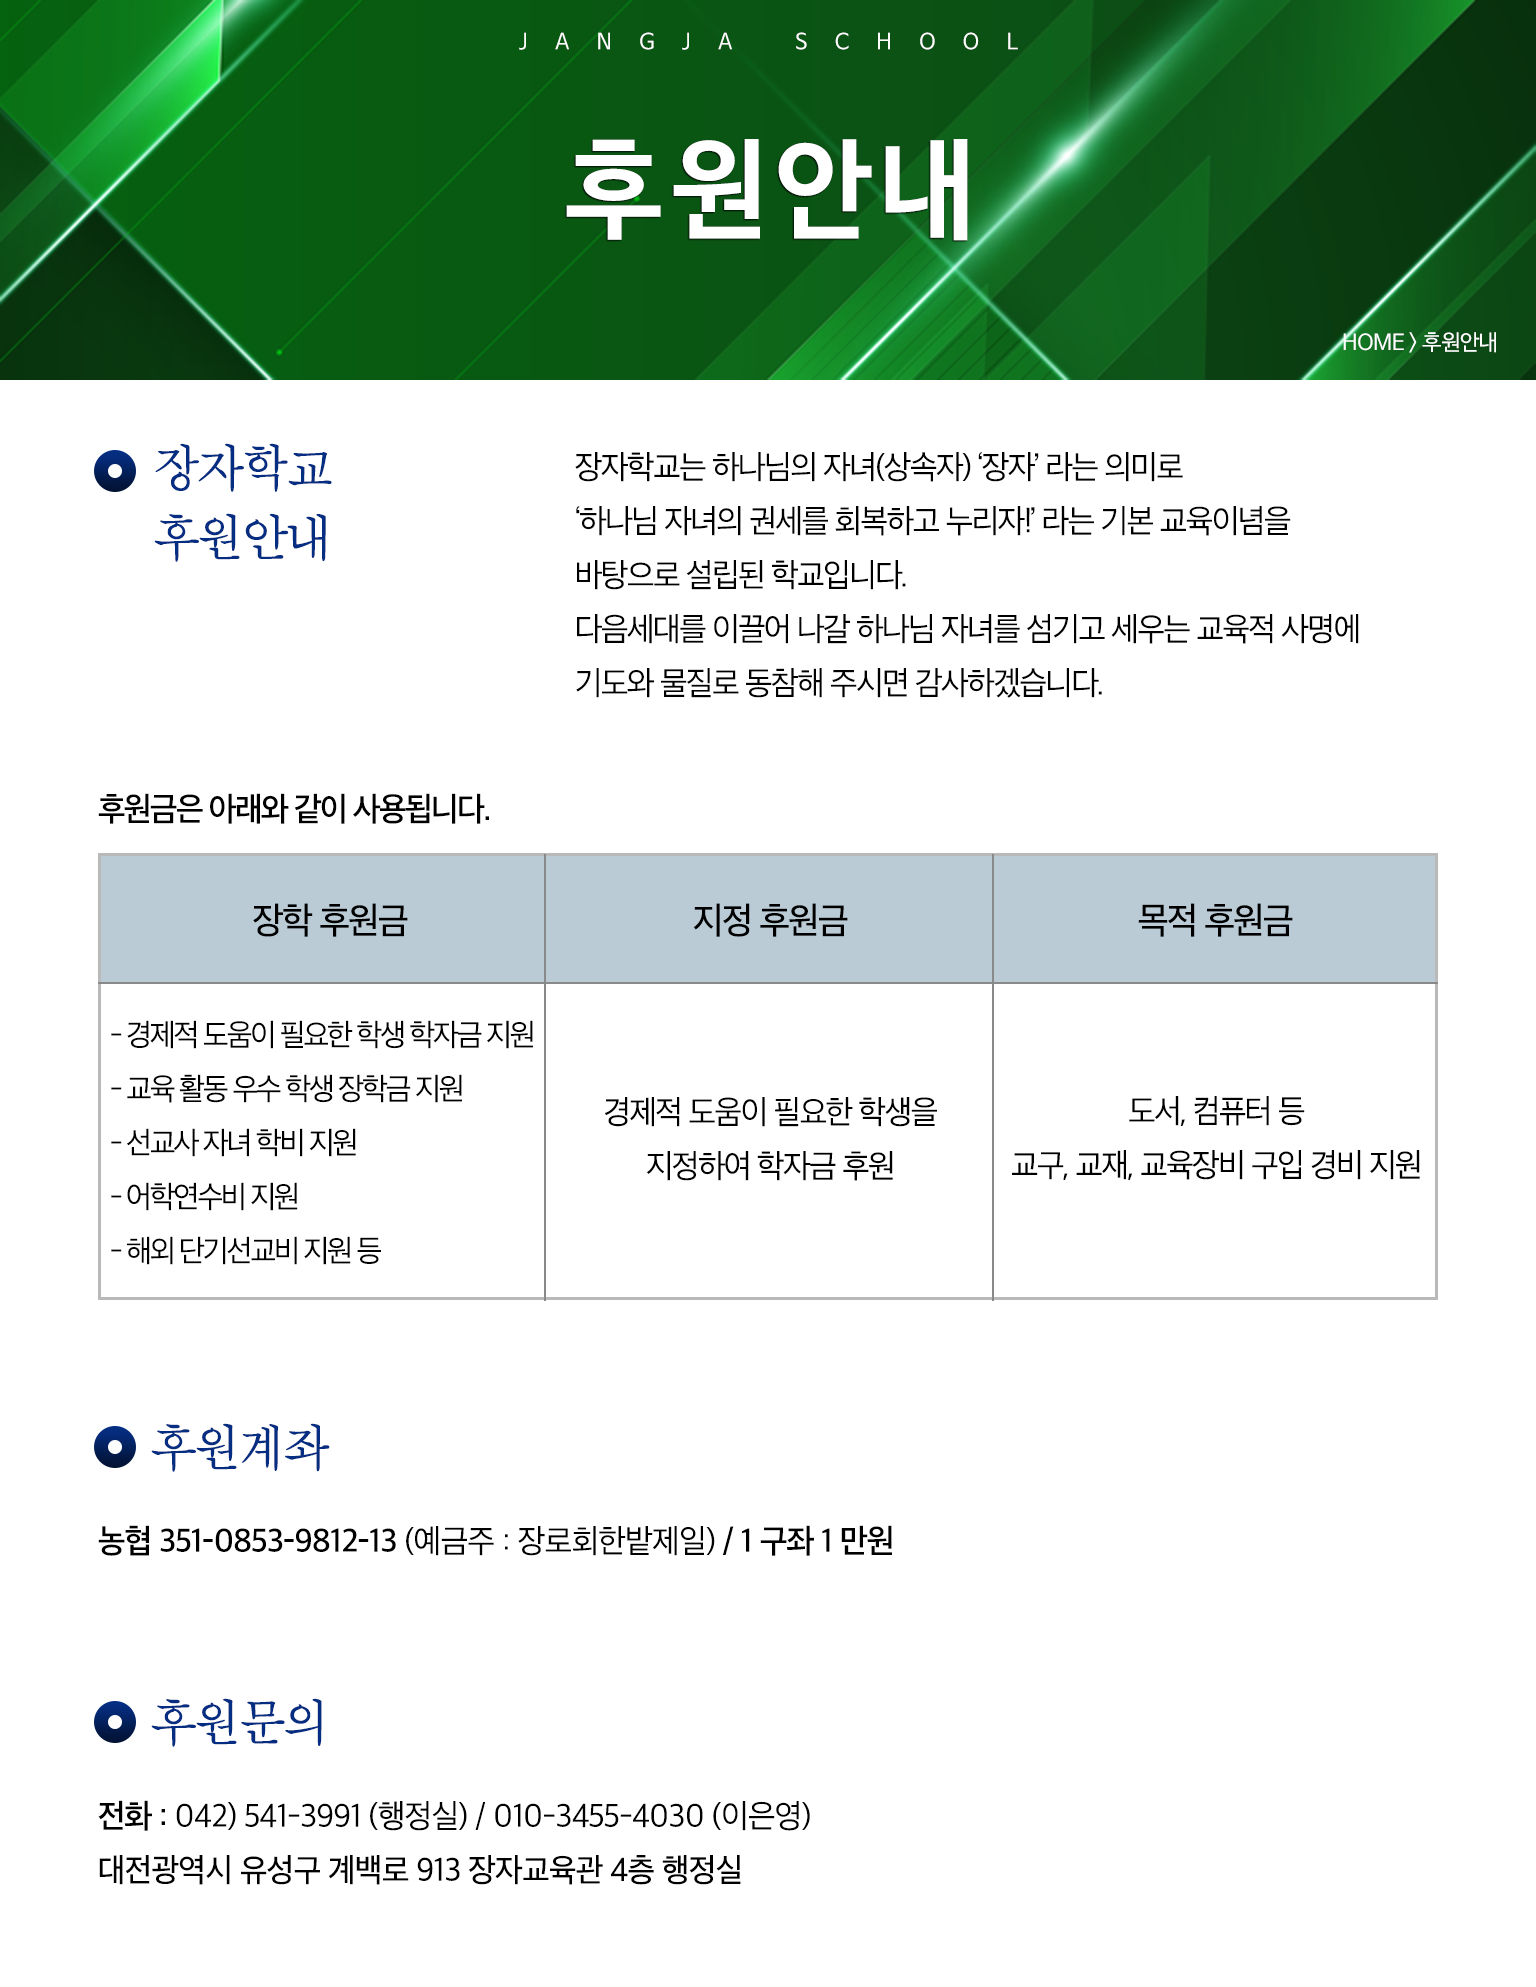 JANGJA SCHOOL
후원안내
HOME > 후원안내
장자학교
후원안내
장자학교는 하나님의 자녀(상속자) ‘장자’ 라는 의미로
‘하나님 자녀의 권세를 회복하고 누리자!’ 라는 기본 교육이념을
바탕으로 설립된 학교입니다.
다음세대를 이끌어 나갈 하나님 자녀를 섬기고 세우는 교육적 사명에
기도와 물질로 동참해 주시면 감사하겠습니다.
후원금은 아래와 같이 사용됩니다.
장학 후원금
지정 후원금
목적 후원금
- 경제적 도움이 필요한 학생 학자금 지원
- 교육 활동 우수 학생 장학금 지원
- 선교사 자녀 학비 지원
- 어학연수비 지원
- 해외 단기선교비 지원 등
경제적 도움이 필요한 학생을
지정하여 학자금 후원
도서, 컴퓨터 등
교구, 교재, 교육장비 구입 경비 지원
후원계좌
농협 351-0853-9812-13 (예금주 : 장로회한밭제일) / 1 구좌 1 만원
후원문의
전화 : 042) 541-3991 (행정실) / 010-3455-4030 (이은영)
대전광역시 유성구 계백로 913 장자교육관 4층 행정실